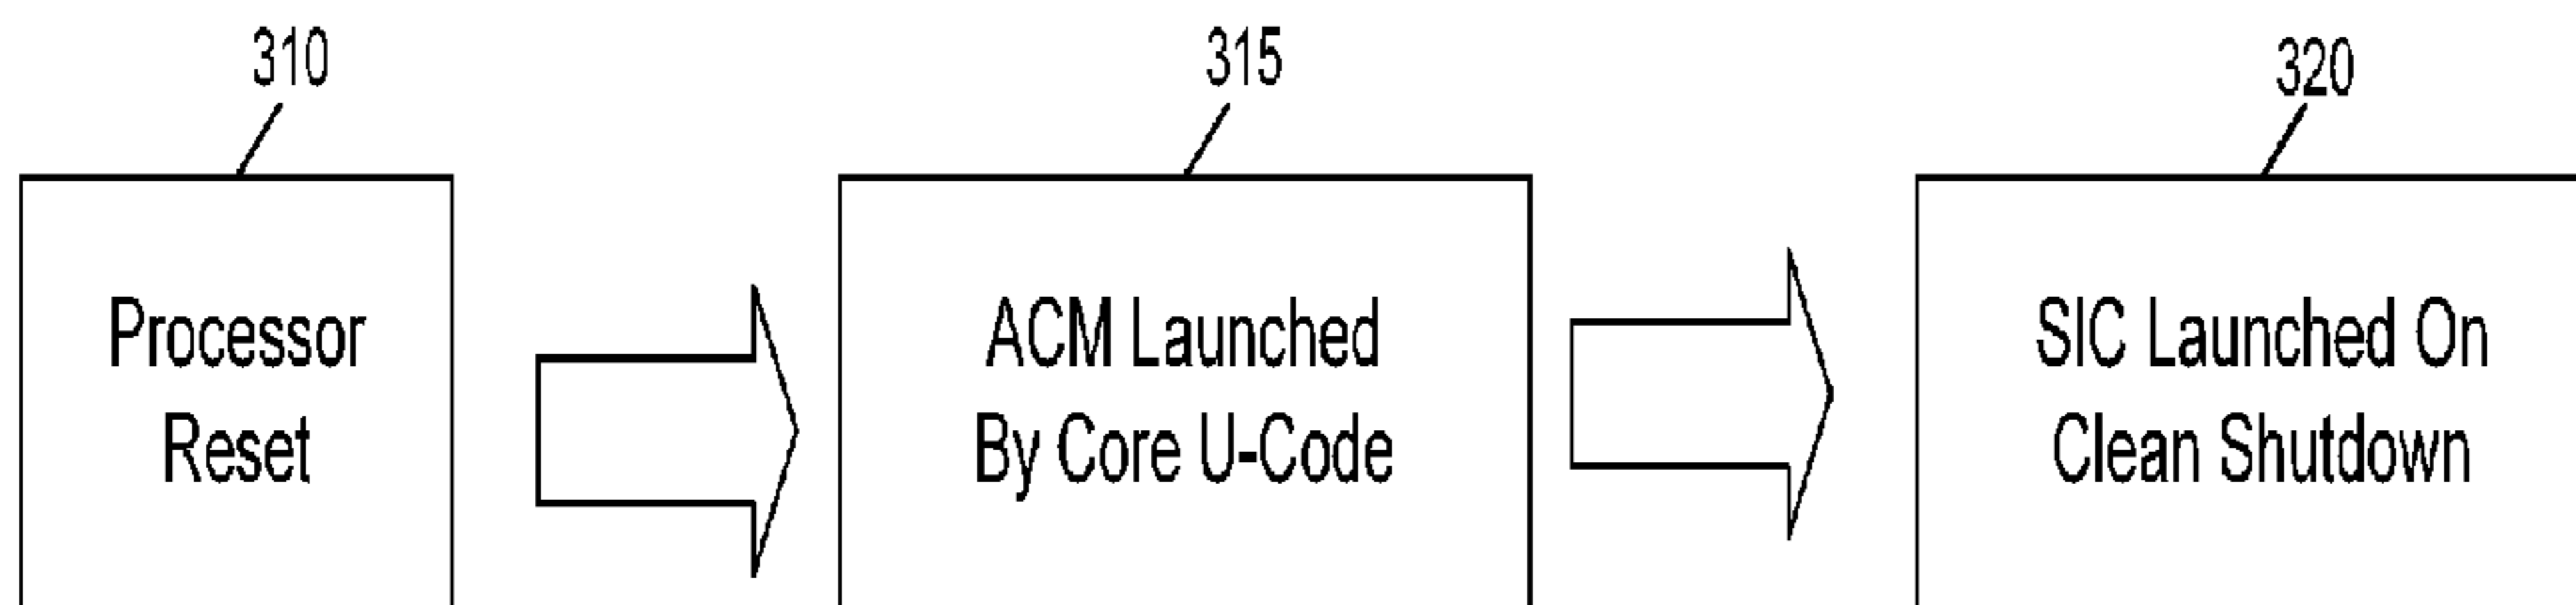 310
315
320
Processor
Reset
ACM Launched
By Core U-Code
SIC Launched On
Clean Shutdown